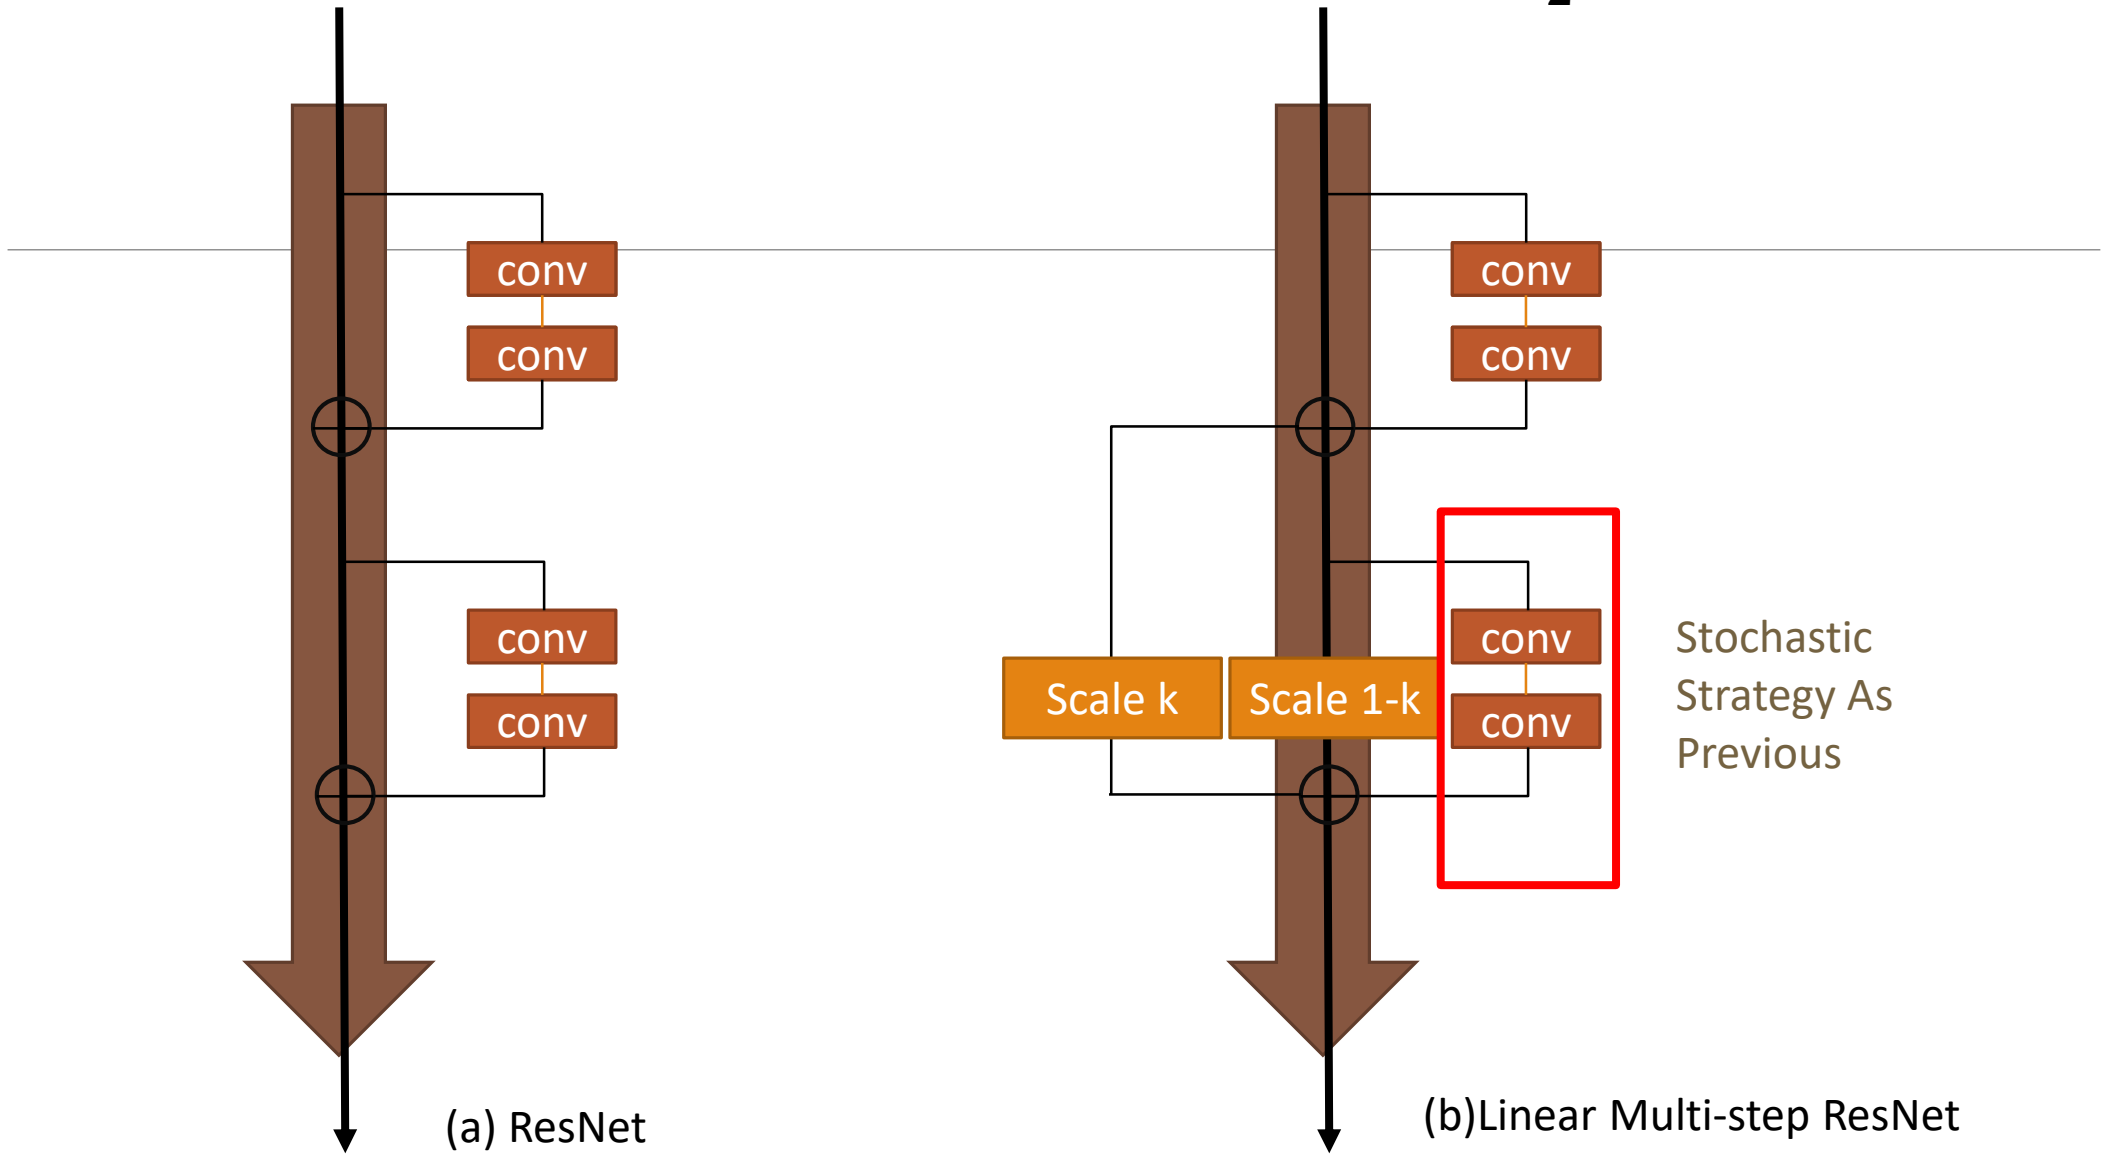 conv
conv
conv
conv
(a) ResNet
conv
conv
Scale k
Scale 1-k
conv
conv
Stochastic
Strategy As
Previous
(b)Linear Multi-step ResNet